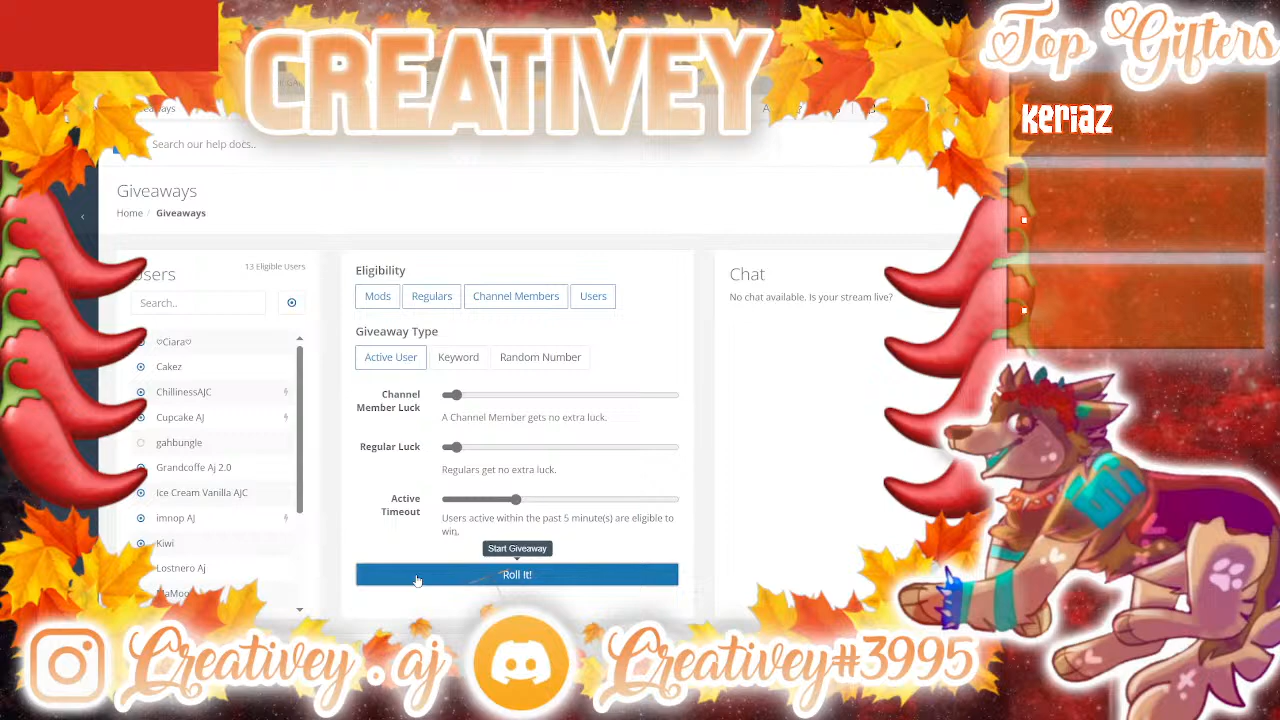 CREATIVEY
Top Gifters
keriaz
Search our help docs..
Giveaways
Home / Giveaways
Users
13 Eligible Users
Search..
♡Ciara♡
Cakez
ChillinessAJC
Cupcake AJ
gahbungle
Grandcoffe Aj 2.0
Ice Cream Vanilla AJC
imnop AJ
Kiwi
Lostnero Aj
Eligibility
Mods Regulars Channel Members Users
Giveaway Type
Active User Keyword Random Number
Channel
Member Luck
A Channel Member gets no extra luck.
Regular Luck
Regulars get no extra luck.
Active
Timeout
Users active within the past 5 minute(s) are eligible to
win.
Start Giveaway
Roll It!
Chat
No chat available. Is your stream live?
Creativey . aj
Creativey#3995